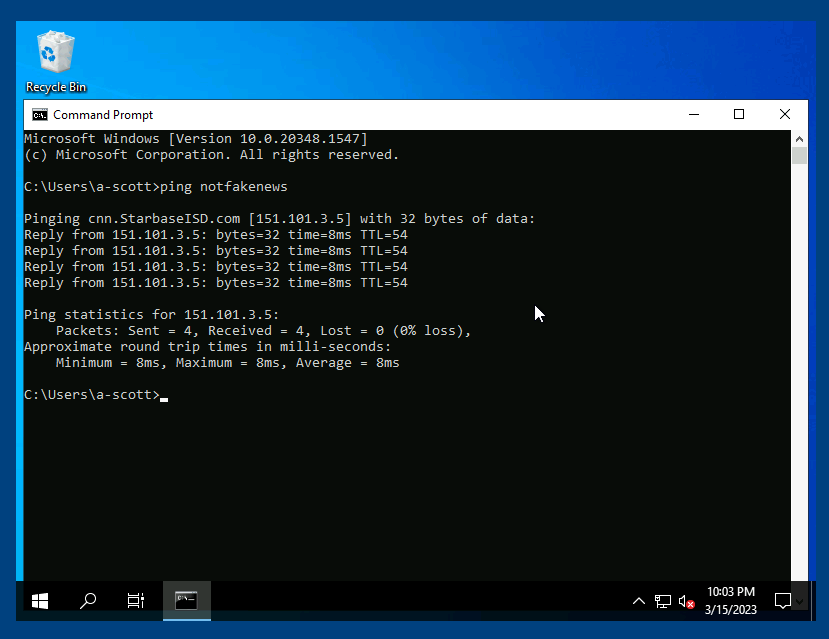 Recycle Bin
Command Prompt
Microsoft Windows [Version 10.0.20348.1547]
(c) Microsoft Corporation. All rights reserved.
C:\Users\a-scott>ping notfakenews
Pinging cnn.StarbaseISD.com [151.101.3.5] with 32 bytes of data:
Reply from 151.101.3.5: bytes=32 time=8ms TTL=54
Reply from 151.101.3.5: bytes=32 time=8ms TTL=54
Reply from 151.101.3.5: bytes=32 time=8ms TTL=54
Reply from 151.101.3.5: bytes=32 time=8ms TTL=54
Ping statistics for 151.101.3.5:
    Packets: Sent = 4, Received = 4, Lost = 0 (0% loss),
Approximate round trip times in milli-seconds:
    Minimum = 8ms, Maximum = 8ms, Average = 8ms
C:\Users\a-scott>
10:03 PM
3/15/2023